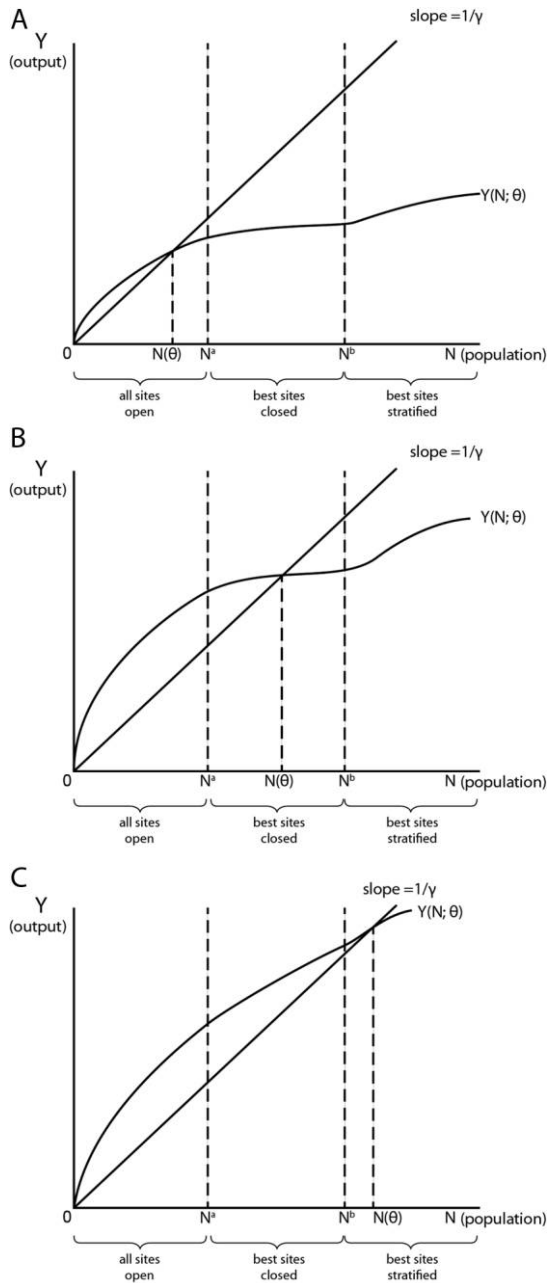 A
Y
(output)
slope =1/γ
Y(N; θ)
0
N(θ)
Nᵃ
Nᵇ
N (population)
all sites
open
best sites
closed
best sites
stratified
B
Y
(output)
slope =1/γ
Y(N; θ)
0
Nᵃ
N(θ)
Nᵇ
N (population)
all sites
open
best sites
closed
best sites
stratified
C
Y
(output)
slope =1/γ
Y(N; θ)
0
Nᵃ
Nᵇ
N(θ)
N (population)
all sites
open
best sites
closed
best sites
stratified